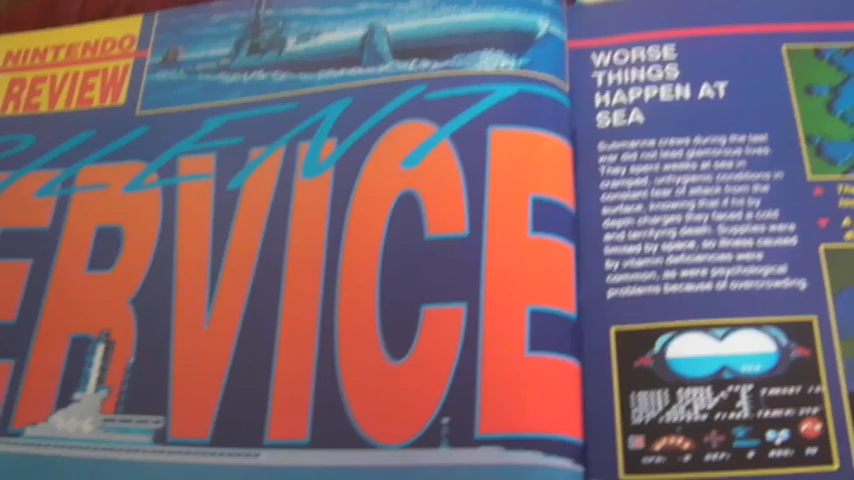 NINTENDO
REVIEW
SILENT
SERVICE
WORSE
THINGS
HAPPEN AT
SEA
Submarine crews during the last
war did not lead glamorous lives.
They spent weeks at sea in
cramped, unhygienic conditions in
constant fear of attack from the
surface, knowing that if hit by
depth charges they faced a cold
and terrifying death. Supplies were
limited by space, so illness caused
by vitamin deficiencies were
common, as were psychological
problems because of overcrowding.